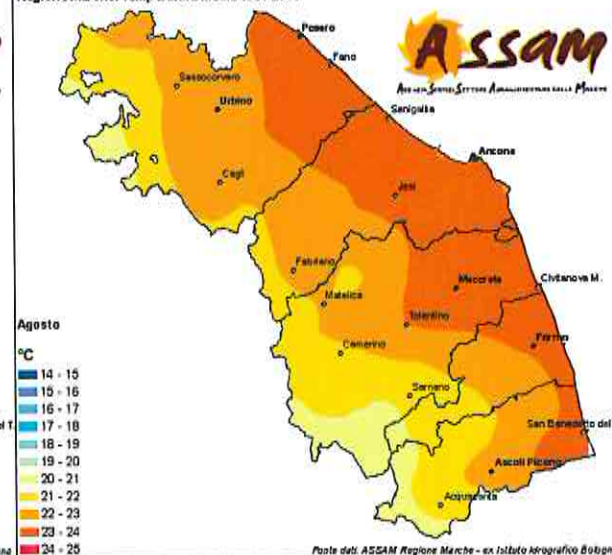 Pesaro
Fano
ASSAM
Sassocorvaro
Urbino
Senigallia
Ancona
Cagli
Jesi
Fabriano
Macerata
Civitanova M.
Matelica
Tolentino
Agosto
Camerino
Fermo
°C
14 - 15
15 - 16
Sarnano
16 - 17
17 - 18
San Benedetto del
18 - 19
19 - 20
20 - 21
Ascoli Piceno
21 - 22
22 - 23
Acquasanta
23 - 24
24 - 25
Fonte dati: ASSAM Regione Marche - ex Istituto Idrografico Bologn